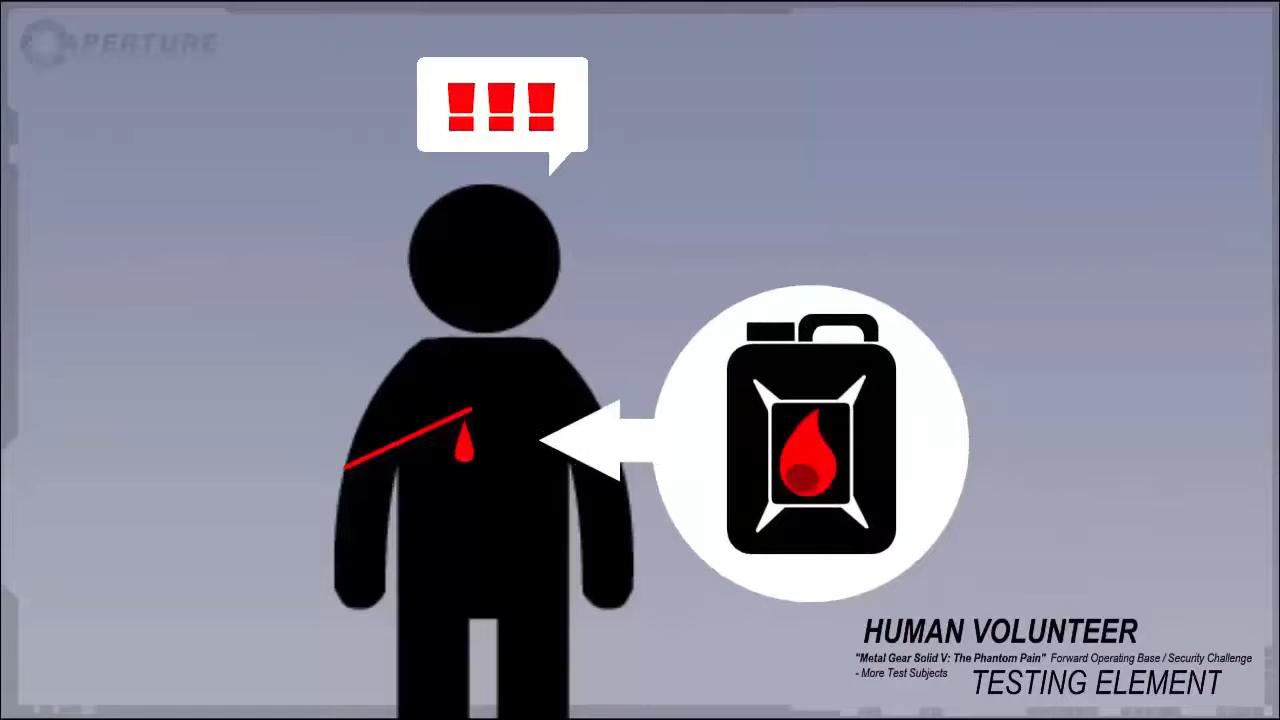 APERTURE
!!!
HUMAN VOLUNTEER
"Metal Gear Solid V: The Phantom Pain" Forward Operating Base / Security Challenge
- More Test Subjects
TESTING ELEMENT